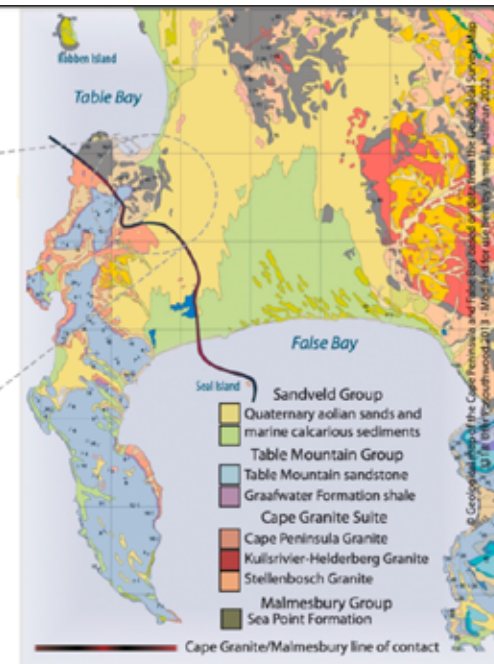 Robben Island
Table Bay
False Bay
Seal Island
Sandveld Group
Quaternary aolian sands and
marine calcarious sediments
Table Mountain Group
Table Mountain sandstone
Graafwater Formation shale
Cape Granite Suite
Cape Peninsula Granite
Kuilsrivier-Helderberg Granite
Stellenbosch Granite
Malmesbury Group
Sea Point Formation
Cape Granite/Malmesbury line of contact